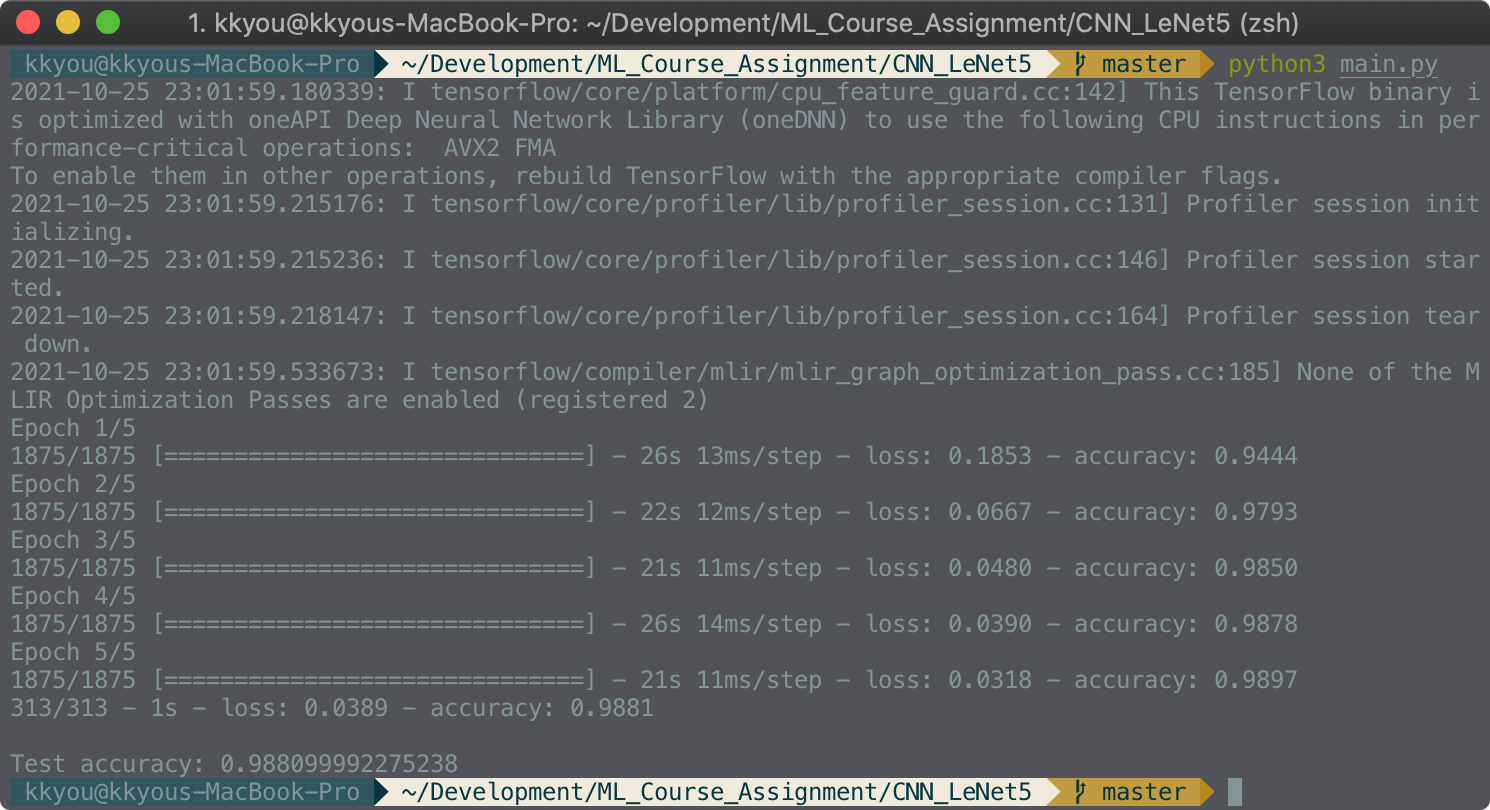 1. kkyou@kkyous-MacBook-Pro: ~/Development/ML_Course_Assignment/CNN_LeNet5 (zsh)
kkyou@kkyous-MacBook-Pro ~/Development/ML_Course_Assignment/CNN_LeNet5 master python3 main.py
2021-10-25 23:01:59.180339: I tensorflow/core/platform/cpu_feature_guard.cc:142] This TensorFlow binary i
s optimized with oneAPI Deep Neural Network Library (oneDNN) to use the following CPU instructions in per
formance-critical operations:  AVX2 FMA
To enable them in other operations, rebuild TensorFlow with the appropriate compiler flags.
2021-10-25 23:01:59.215176: I tensorflow/core/profiler/lib/profiler_session.cc:131] Profiler session init
ializing.
2021-10-25 23:01:59.215236: I tensorflow/core/profiler/lib/profiler_session.cc:146] Profiler session star
ted.
2021-10-25 23:01:59.218147: I tensorflow/core/profiler/lib/profiler_session.cc:164] Profiler session tear
 down.
2021-10-25 23:01:59.533673: I tensorflow/compiler/mlir/mlir_graph_optimization_pass.cc:185] None of the M
LIR Optimization Passes are enabled (registered 2)
Epoch 1/5
1875/1875 [==============================] - 26s 13ms/step - loss: 0.1853 - accuracy: 0.9444
Epoch 2/5
1875/1875 [==============================] - 22s 12ms/step - loss: 0.0667 - accuracy: 0.9793
Epoch 3/5
1875/1875 [==============================] - 21s 11ms/step - loss: 0.0480 - accuracy: 0.9850
Epoch 4/5
1875/1875 [==============================] - 26s 14ms/step - loss: 0.0390 - accuracy: 0.9878
Epoch 5/5
1875/1875 [==============================] - 21s 11ms/step - loss: 0.0318 - accuracy: 0.9897
313/313 - 1s - loss: 0.0389 - accuracy: 0.9881
Test accuracy: 0.988099992275238
kkyou@kkyous-MacBook-Pro ~/Development/ML_Course_Assignment/CNN_LeNet5 master